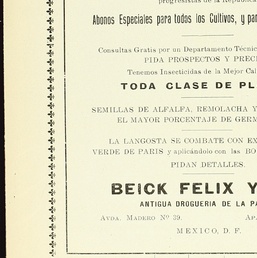 progresistas de la República
Abonos Especiales para todos los Cultivos, y par
Consultas Gratis por un Departamento Técnic
PIDA PROSPECTOS Y PRECI
Tenemos Insecticidas de la Mejor Cal
TODA CLASE DE PL
SEMILLAS DE ALFALFA, REMOLACHA Y
EL MAYOR PORCENTAJE DE GERM
LA LANGOSTA SE COMBATE CON EX
VERDE DE PARIS y aplicándolo con las BO
PIDAN DETALLES.
BEICK FELIX Y
ANTIGUA DROGUERIA DE LA PA
Avda. Madero No 39. Ap
MEXICO, D. F.